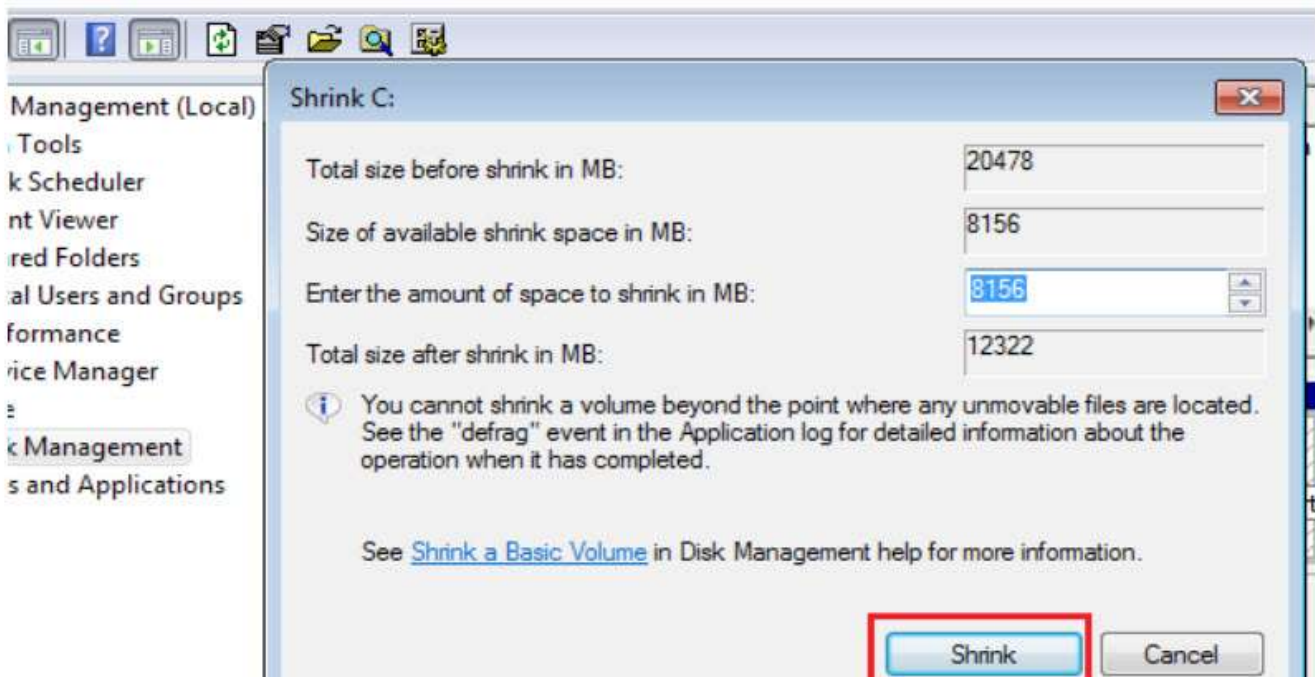 Management (Local)
Tools
k Scheduler
nt Viewer
red Folders
al Users and Groups
formance
vice Manager
e
k Management
s and Applications
Shrink C:
Total size before shrink in MB:
20478
Size of available shrink space in MB:
8156
Enter the amount of space to shrink in MB:
8156
Total size after shrink in MB:
12322
You cannot shrink a volume beyond the point where any unmovable files are located.
See the "defrag" event in the Application log for detailed information about the
operation when it has completed.
See Shrink a Basic Volume in Disk Management help for more information.
Shrink
Cancel